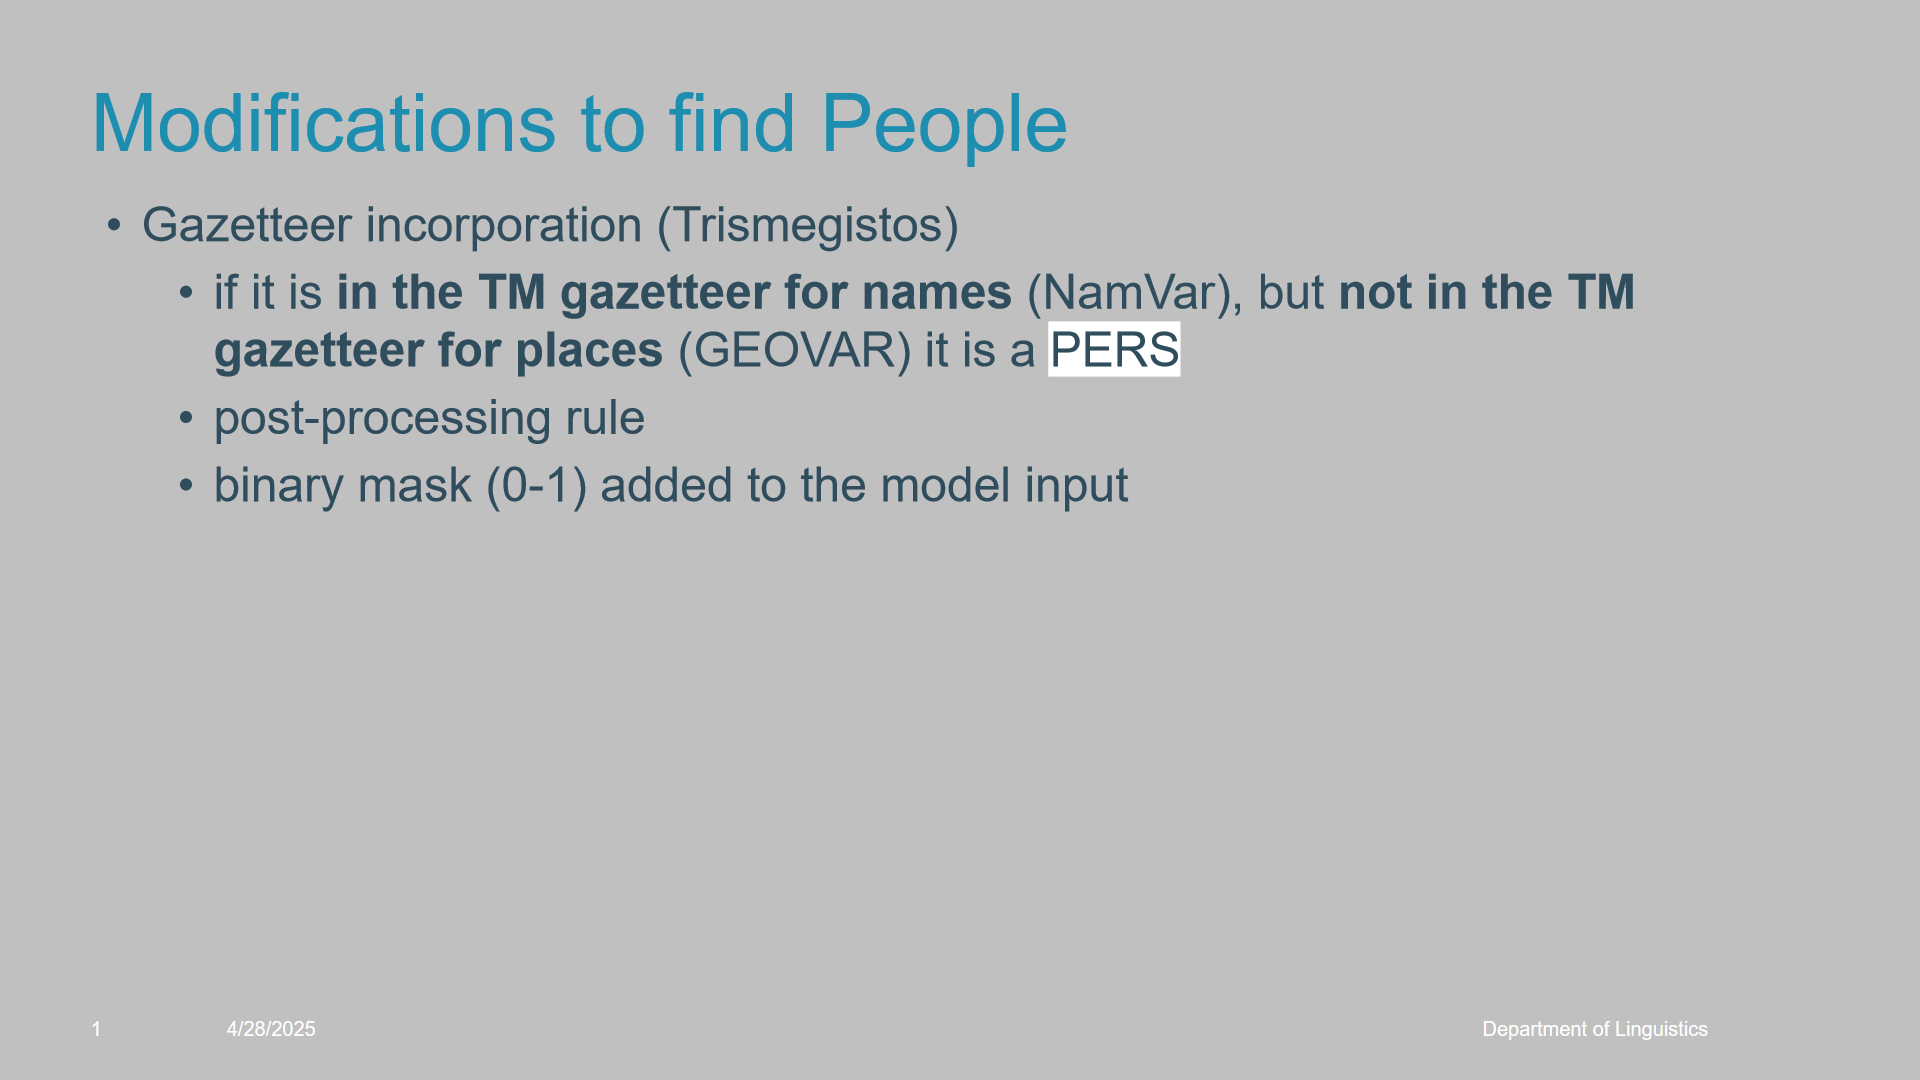 Modifications to find People
• Gazetteer incorporation (Trismegistos)
• if it is in the TM gazetteer for names (NamVar), but not in the TM
gazetteer for places (GEOVAR) it is a PERS
• post-processing rule
• binary mask (0-1) added to the model input
1 4/28/2025 Department of Linguistics